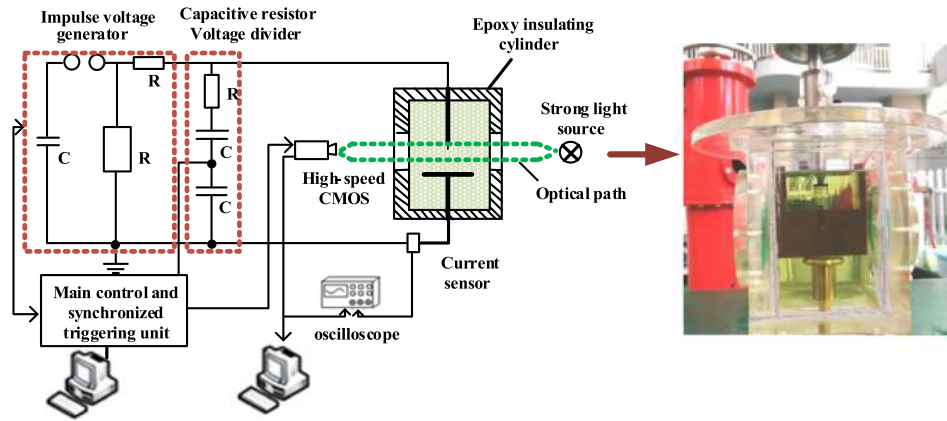 Impulse voltage
generator
Capacitive resistor
Voltage divider
Epoxy insulating
cylinder
R
R
C
C
R
C
Strong light
source
High-speed
CMOS
Optical path
Current
sensor
Main control and
synchronized
triggering unit
oscilloscope